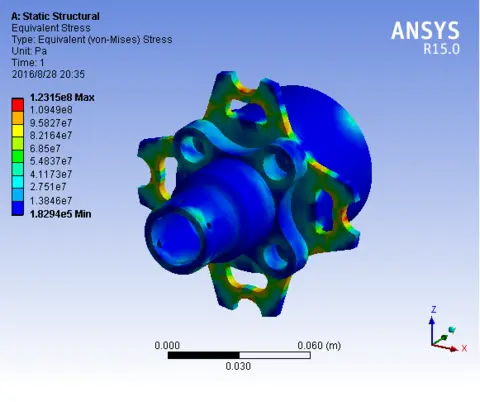 A: Static Structural
Equivalent Stress
Type: Equivalent (von-Mises) Stress
Unit: Pa
Time: 1
2016/8/28 20:35
ANSYS
R15.0
1.2315e8 Max
1.0949e8
9.5827e7
8.2164e7
6.85e7
5.4837e7
4.1173e7
2.751e7
1.3846e7
1.8294e5 Min
0.000
0.060 (m)
0.030
Z
Y
X